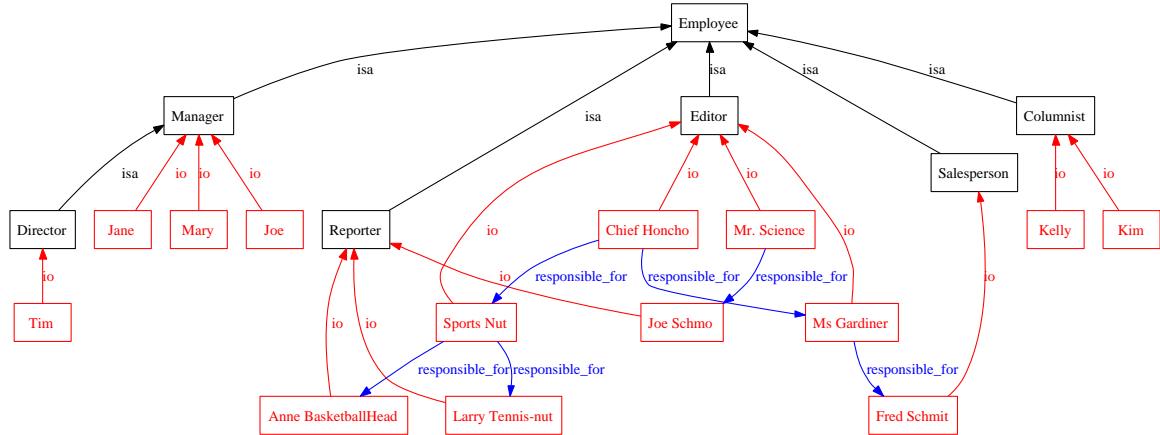 Employee
isa
isa
isa
isa
isa
Manager
Editor
Columnist
isa
io
io
io
io
io
io
io
Salesperson
Director
Jane
Mary
Joe
Reporter
Chief Honcho
Mr. Science
Kelly
Kim
io
io
io
io
responsible_for
responsible_for
responsible_for
Tim
io
io
Sports Nut
Joe Schmo
Ms Gardiner
responsible_for
responsible_for
responsible_for
Anne BasketballHead
Larry Tennis-nut
Fred Schmit